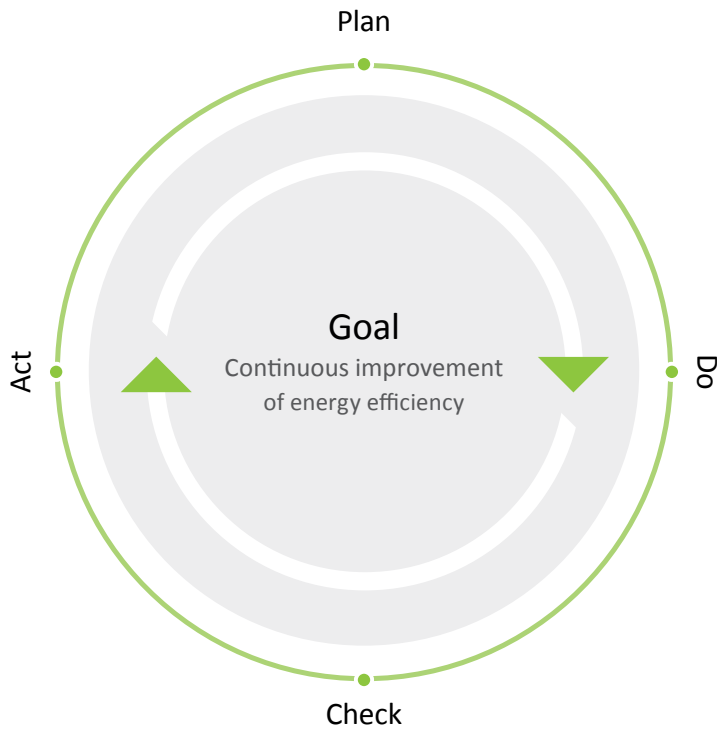 Plan
Act
Goal
Continuous improvement
of energy efficiency
Do
Check